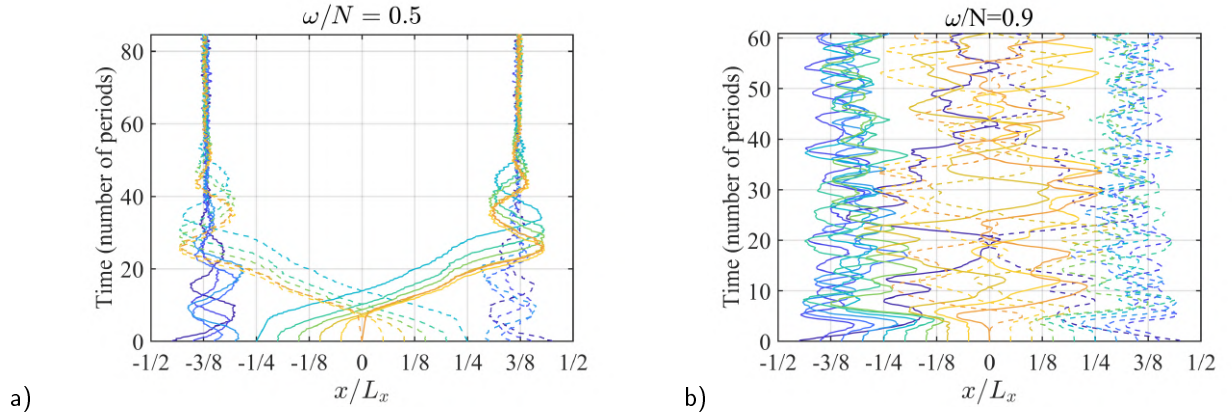 ω/N = 0.5
80
60
40
20
0
Time (number of periods)
-1/2 -3/8 -1/4 -1/8 0 1/8 1/4 3/8 1/2
x/Lₓ
a)
ω/N=0.9
60
50
40
30
20
10
0
Time (number of periods)
-1/2 -3/8 -1/4 -1/8 0 1/8 1/4 3/8 1/2
x/Lₓ
b)